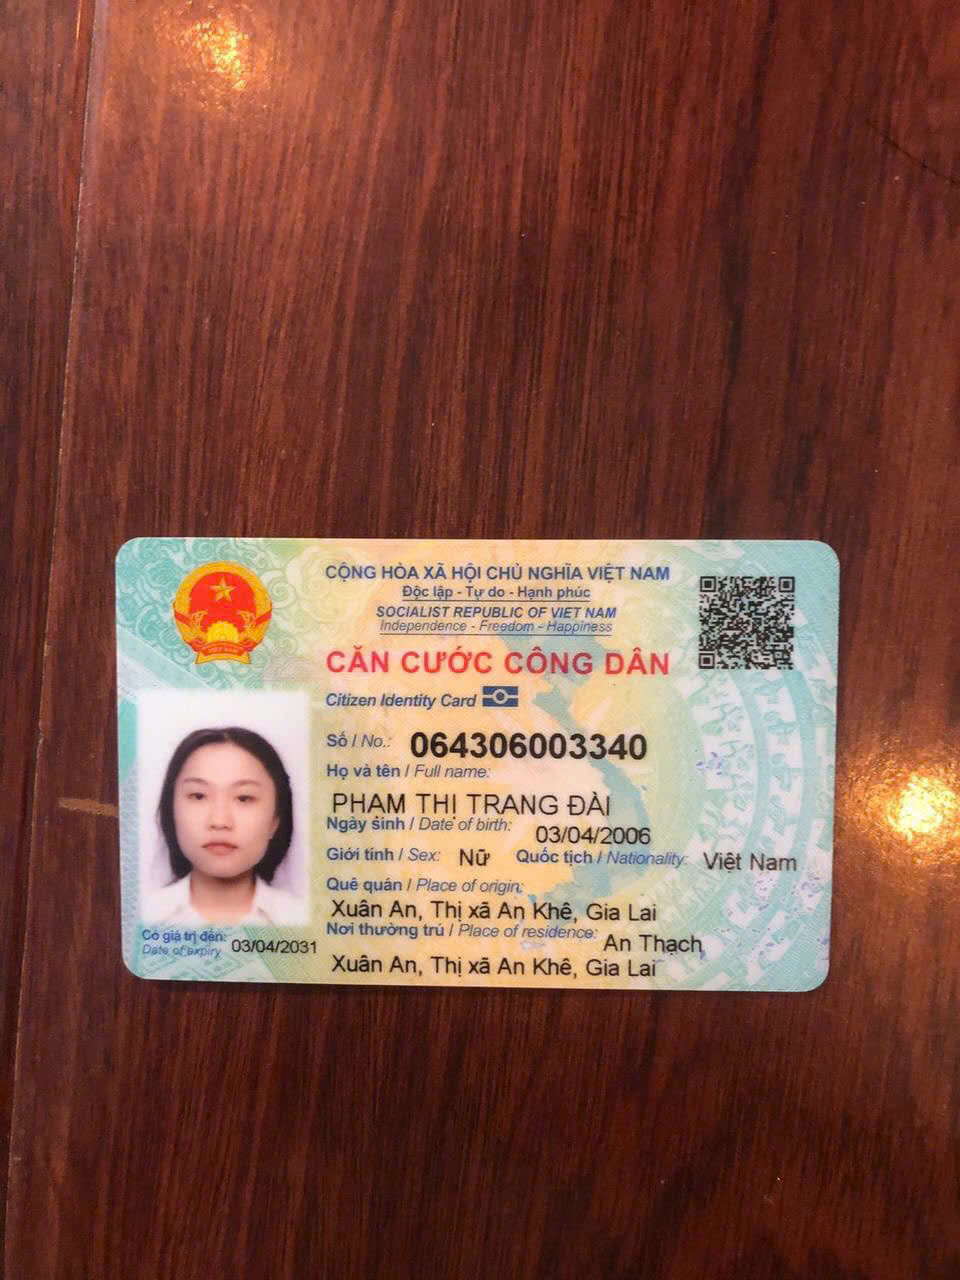 CỘNG HÒA XÃ HỘI CHỦ NGHĨA VIỆT NAM
Độc lập - Tự do - Hạnh phúc
SOCIALIST REPUBLIC OF VIET NAM
Independence - Freedom - Happiness
CĂN CƯỚC CÔNG DÂN
Citizen Identity Card
Số / No.: 064306003340
Họ và tên / Full name:
PHẠM THỊ TRANG ĐÀI
Ngày sinh / Date of birth: 03/04/2006
Giới tính / Sex: Nữ Quốc tịch / Nationality: Việt Nam
Quê quán / Place of origin:
Xuân An, Thị xã An Khê, Gia Lai
Nơi thường trú / Place of residence: An Thạch
Xuân An, Thị xã An Khê, Gia Lai
Có giá trị đến: 03/04/2031
Date of expiry
VIỆT NAM